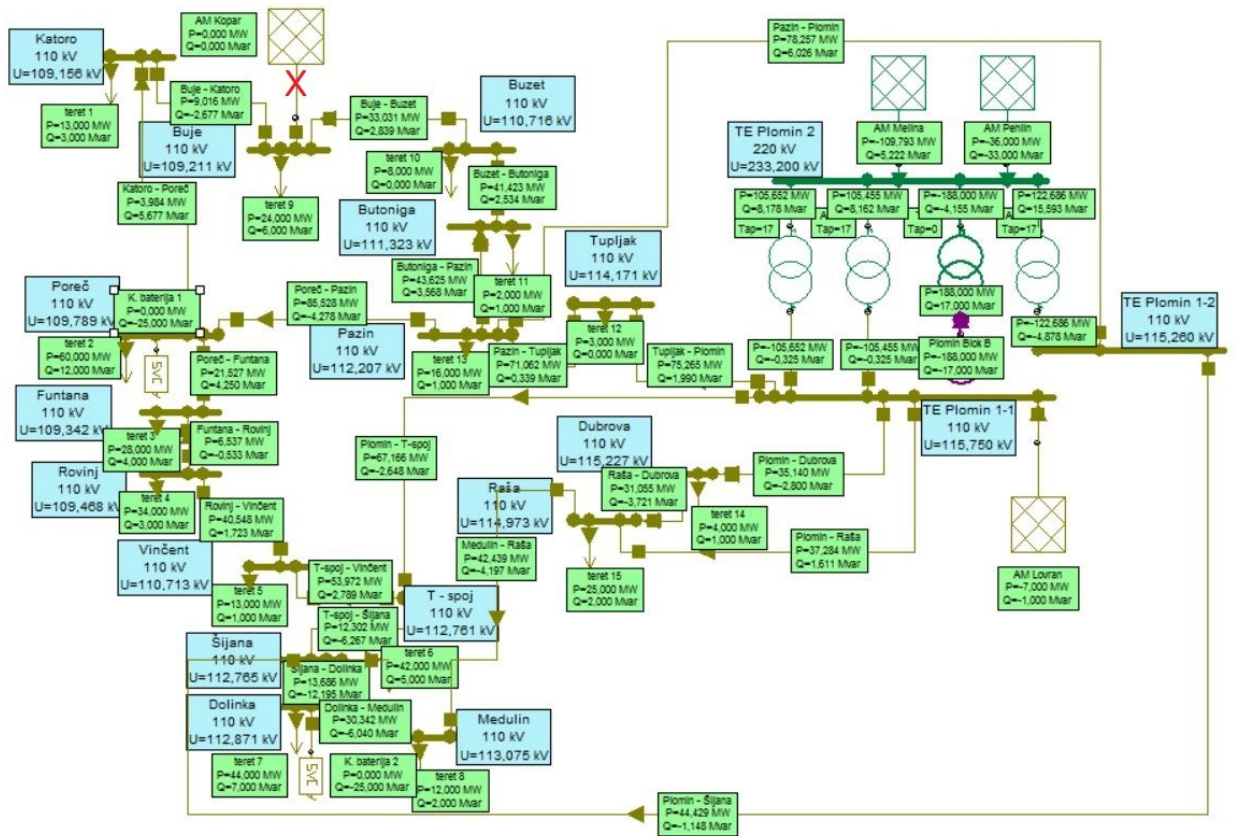 AM Kopar
P=0,000 MW
Q=0,000 Mvar
Katoro
110 kV
U=109,156 kV
Pazin - Plomin
P=78,257 MW
Q=6,026 Mvar
Buje - Katoro
P=9,016 MW
Q=-2,677 Mvar
X
Buzet
110 kV
U=110,716 kV
teret 1
P=13,000 MW
Q=3,000 Mvar
Buje
110 kV
U=109,211 kV
Buje - Buzet
P=33,031 MW
Q=2,839 Mvar
TE Plomin 2
220 kV
U=233,200 kV
AM Melina
P=-109,793 MW
Q=5,222 Mvar
AM Pehlin
P=-36,000 MW
Q=-33,000 Mvar
teret 10
P=8,000 MW
Q=0,000 Mvar
Buzet - Butoniga
P=41,423 MW
Q=2,534 Mvar
Katoro - Poreč
P=3,984 MW
Q=5,677 Mvar
teret 9
P=24,000 MW
Q=6,000 Mvar
P=105,652 MW
Q=8,178 Mvar
Tap=17
P=105,455 MW
Q=8,162 Mvar
Tap=17
P=-188,000 MW
Q=-4,155 Mvar
Tap=0
P=122,686 MW
Q=15,593 Mvar
Tap=17
Butoniga
110 kV
U=111,323 kV
Tupljak
110 kV
U=114,171 kV
Butoniga - Pazin
P=43,625 MW
Q=3,568 Mvar
teret 11
P=2,000 MW
Q=1,000 Mvar
Poreč
110 kV
U=109,789 kV
K. baterija 1
P=0,000 MW
Q=-25,000 Mvar
Poreč - Pazin
P=85,528 MW
Q=-4,278 Mvar
P=188,000 MW
Q=17,000 Mvar
TE Plomin 1-2
110 kV
U=115,260 kV
P=-122,686 MW
Q=-4,878 Mvar
Pazin
110 kV
U=112,207 kV
teret 12
P=3,000 MW
Q=0,000 Mvar
teret 2
P=60,000 MW
Q=12,000 Mvar
SVC
Poreč - Funtana
P=21,527 MW
Q=4,250 Mvar
teret 13
P=16,000 MW
Q=1,000 Mvar
Pazin - Tupljak
P=71,062 MW
Q=0,339 Mvar
Tupljak - Plomin
P=75,265 MW
Q=1,990 Mvar
P=-105,652 MW
Q=-0,325 Mvar
P=-105,455 MW
Q=-0,325 Mvar
Plomin Blok B
P=-188,000 MW
Q=-17,000 Mvar
Funtana
110 kV
U=109,342 kV
TE Plomin 1-1
110 kV
U=115,750 kV
teret 3
P=28,000 MW
Q=4,000 Mvar
Funtana - Rovinj
P=6,537 MW
Q=-0,533 Mvar
Plomin - T-spoj
P=67,166 MW
Q=-2,648 Mvar
Dubrova
110 kV
U=115,227 kV
Plomin - Dubrova
P=35,140 MW
Q=-2,800 Mvar
Rovinj
110 kV
U=109,468 kV
teret 4
P=34,000 MW
Q=3,000 Mvar
Raša - Dubrova
P=31,055 MW
Q=-3,721 Mvar
Raša
110 kV
U=114,973 kV
teret 14
P=4,000 MW
Q=1,000 Mvar
Rovinj - Vinčent
P=40,548 MW
Q=1,723 Mvar
Plomin - Raša
P=37,284 MW
Q=1,611 Mvar
Vinčent
110 kV
U=110,713 kV
Medulin - Raša
P=42,439 MW
Q=-4,197 Mvar
T-spoj - Vinčent
P=53,972 MW
Q=2,789 Mvar
teret 15
P=25,000 MW
Q=2,000 Mvar
AM Lovran
P=-7,000 MW
Q=-1,000 Mvar
teret 5
P=13,000 MW
Q=1,000 Mvar
T - spoj
110 kV
U=112,761 kV
T-spoj - Šijana
P=12,302 MW
Q=-6,267 Mvar
Šijana
110 kV
U=112,765 kV
teret 6
P=42,000 MW
Q=5,000 Mvar
Šijana - Dolinka
P=13,686 MW
Q=-12,195 Mvar
Dolinka
110 kV
U=112,871 kV
Dolinka - Medulin
P=30,342 MW
Q=-6,040 Mvar
Medulin
110 kV
U=113,075 kV
teret 7
P=44,000 MW
Q=7,000 Mvar
SVC
K. baterija 2
P=0,000 MW
Q=-25,000 Mvar
teret 8
P=12,000 MW
Q=2,000 Mvar
Plomin - Šijana
P=44,429 MW
Q=-1,148 Mvar